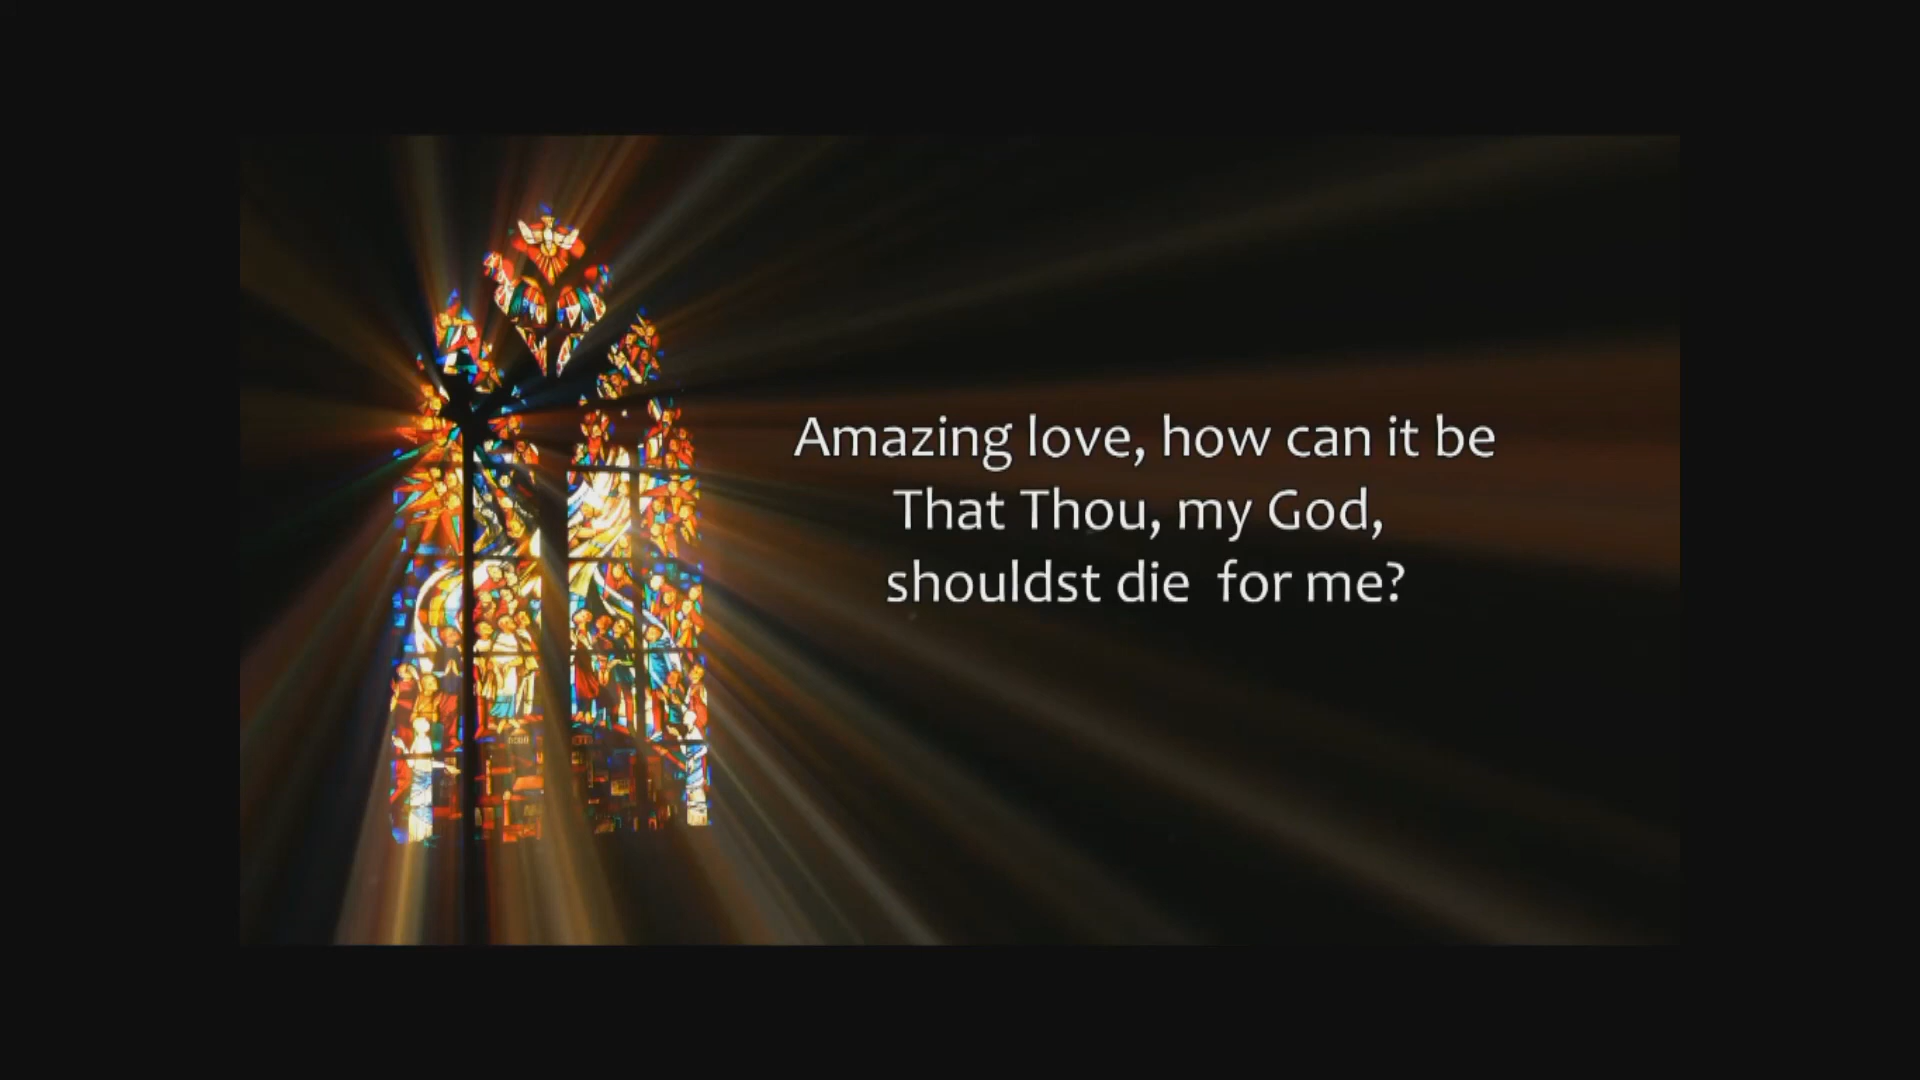 Amazing love, how can it be
That Thou, my God,
shouldst die for me?